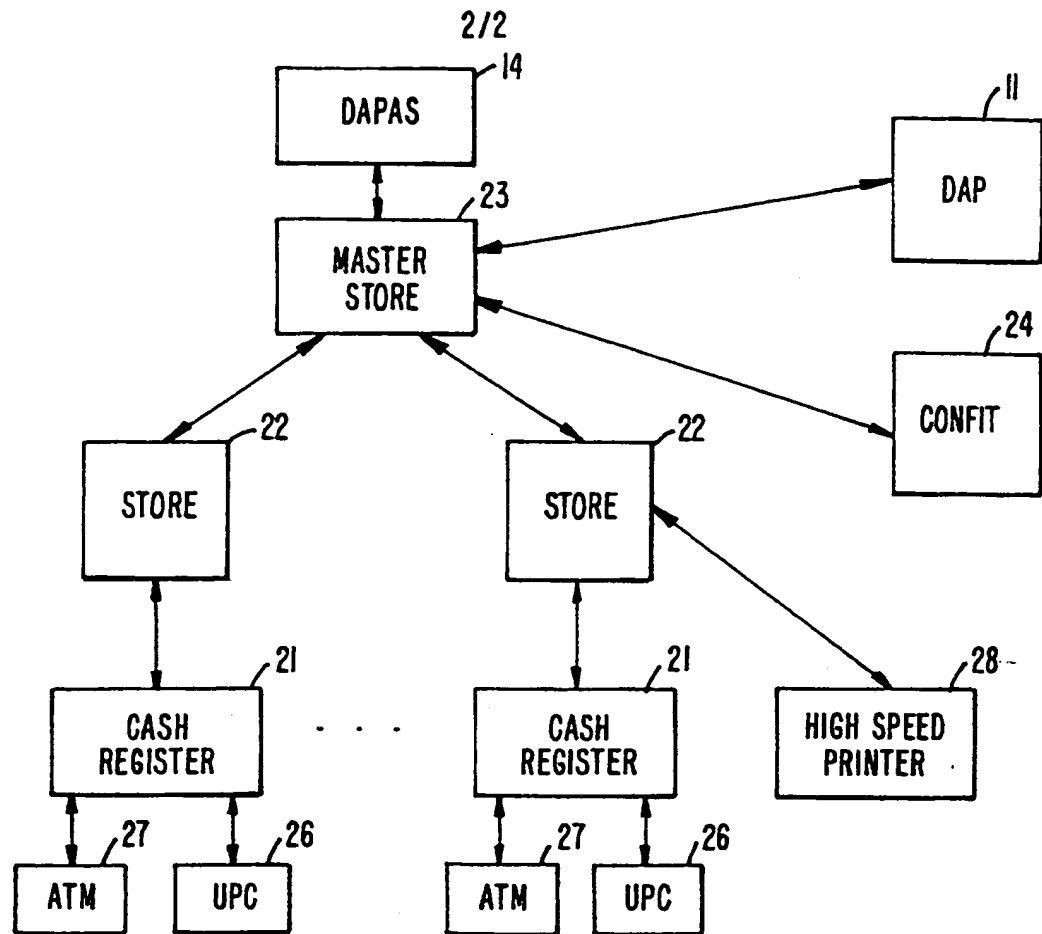 2/2
14
DAPAS
11
DAP
23
MASTER
STORE
24
CONFIT
22
STORE
22
STORE
21
CASH
REGISTER
. . .
21
CASH
REGISTER
28
HIGH SPEED
PRINTER
27
ATM
26
UPC
27
ATM
26
UPC